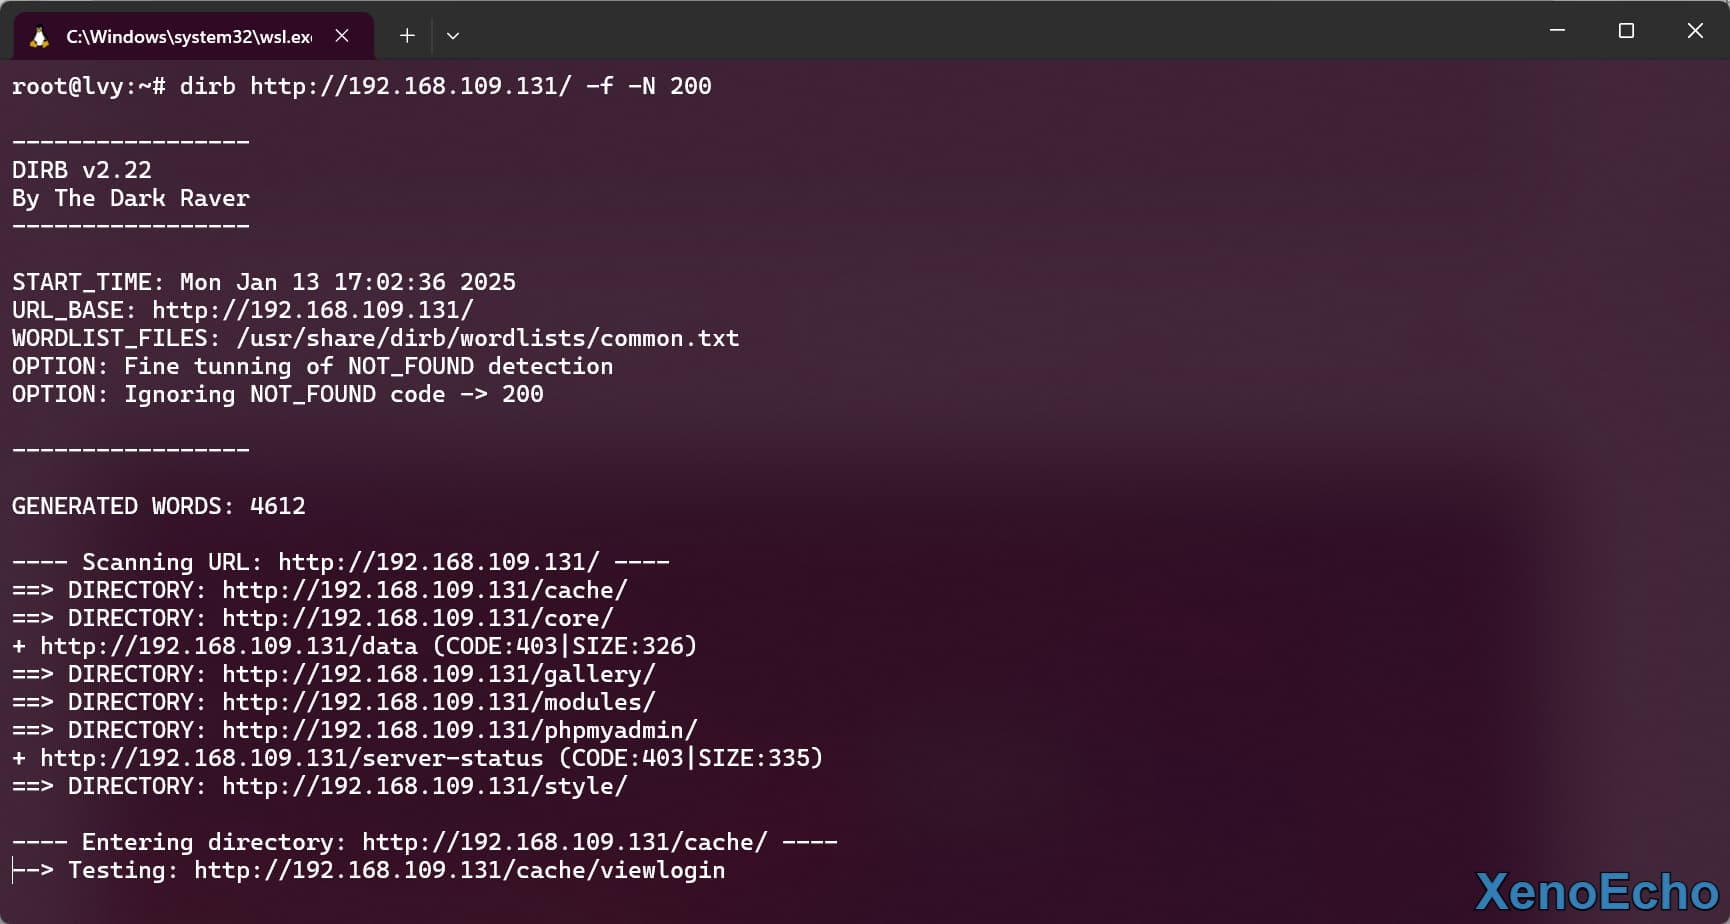 C:\Windows\system32\wsl.exe
root@lvy:~# dirb http://192.168.109.131/ -f -N 200
-----------------
DIRB v2.22
By The Dark Raver
-----------------
START_TIME: Mon Jan 13 17:02:36 2025
URL_BASE: http://192.168.109.131/
WORDLIST_FILES: /usr/share/dirb/wordlists/common.txt
OPTION: Fine tunning of NOT_FOUND detection
OPTION: Ignoring NOT_FOUND code -> 200
-----------------
GENERATED WORDS: 4612
---- Scanning URL: http://192.168.109.131/ ----
==> DIRECTORY: http://192.168.109.131/cache/
==> DIRECTORY: http://192.168.109.131/core/
+ http://192.168.109.131/data (CODE:403|SIZE:326)
==> DIRECTORY: http://192.168.109.131/gallery/
==> DIRECTORY: http://192.168.109.131/modules/
==> DIRECTORY: http://192.168.109.131/phpmyadmin/
+ http://192.168.109.131/server-status (CODE:403|SIZE:335)
==> DIRECTORY: http://192.168.109.131/style/
---- Entering directory: http://192.168.109.131/cache/ ----
--> Testing: http://192.168.109.131/cache/viewlogin
XenoEcho